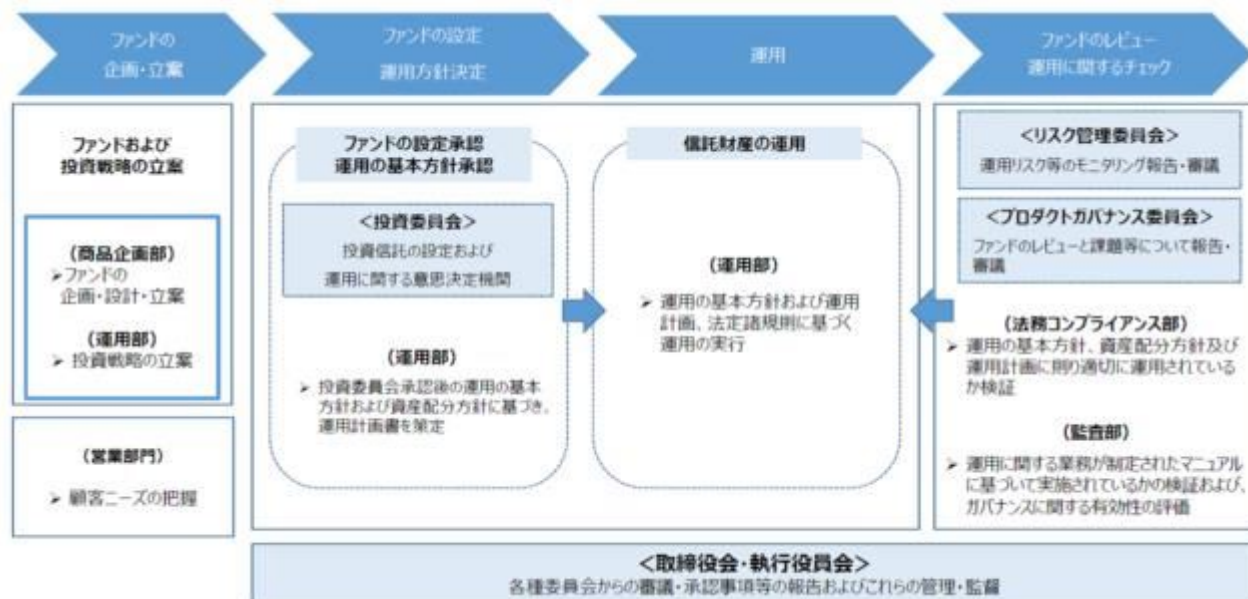 ファンドの
企画・立案
ファンドの設定
運用方針決定
運用
ファンドのレビュー
運用に関するチェック
ファンドおよび
投資戦略の立案
(商品企画部)
➢ファンドの
企画・設計・立案
(運用部)
➢ 投資戦略の立案
(営業部門)
➢ 顧客ニーズの把握
ファンドの設定承認
運用の基本方針承認
<投資委員会>
投資信託の設定および
運用に関する意思決定機関
(運用部)
➢ 投資委員会承認後の運用の基本
方針および資産配分方針に基づき、
運用計画書を策定
信託財産の運用
(運用部)
➢ 運用の基本方針および運用
計画、法定諸規則に基づく
運用の実行
<リスク管理委員会>
運用リスク等のモニタリング報告・審議
<プロダクトガバナンス委員会>
ファンドのレビューと課題等について報告・
審議
(法務コンプライアンス部)
➢ 運用の基本方針、資産配分方針及び
運用計画に則り適切に運用されている
か検証
(監査部)
➢ 運用に関する業務が制定されたマニュアル
に基づいて実施されているかの検証および、
ガバナンスに関する有効性の評価
<取締役会・執行役員会>
各種委員会からの審議・承認事項等の報告およびこれらの管理・監督